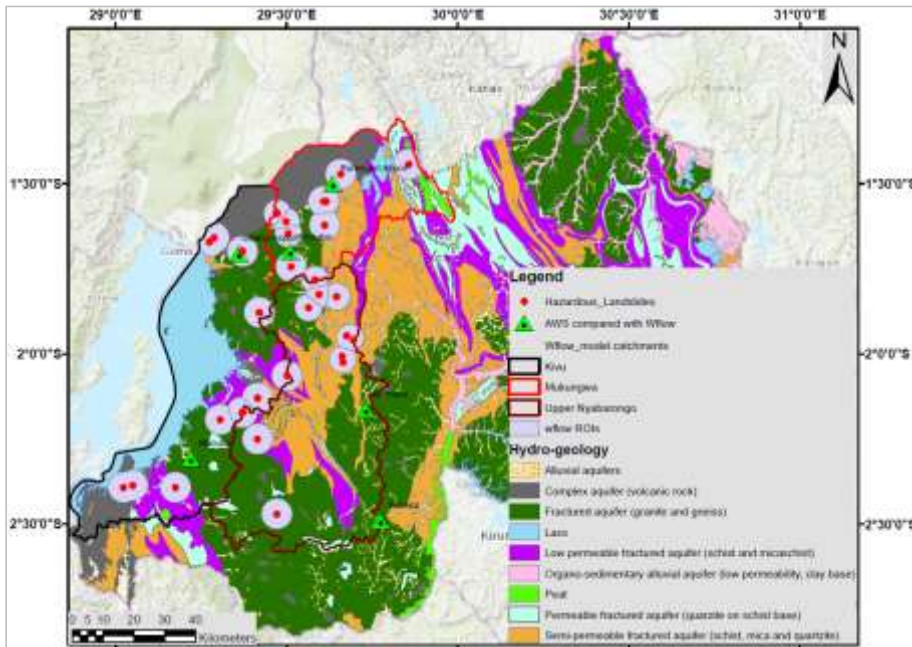 29°0'0"E 29°30'0"E 30°0'0"E 30°30'0"E 31°0'0"E
N
1°30'0"S 1°30'0"S
Legend
Hazardous_Landslides
AWS compared with Wflow
2°0'0"S 2°0'0"S
Wflow_model catchments
Kivu
Mukungwa
Upper Nyabarongo
wflow ROIs
Hydro-geology
Alluvial aquifers
Complex aquifer (volcanic rock)
2°30'0"S 2°30'0"S
Fractured aquifer (granite and gneiss)
Lacs
Low permeable fractured aquifer (schist and micaschist)
Organo-sedimentary alluvial aquifer (low permeability, clay base)
Peat
Permeable fractured aquifer (quarzite on schist base)
Semi-permeable fractured aquifer (schist, mica and quartzite)
0 5 10 20 30 40
Kilometers